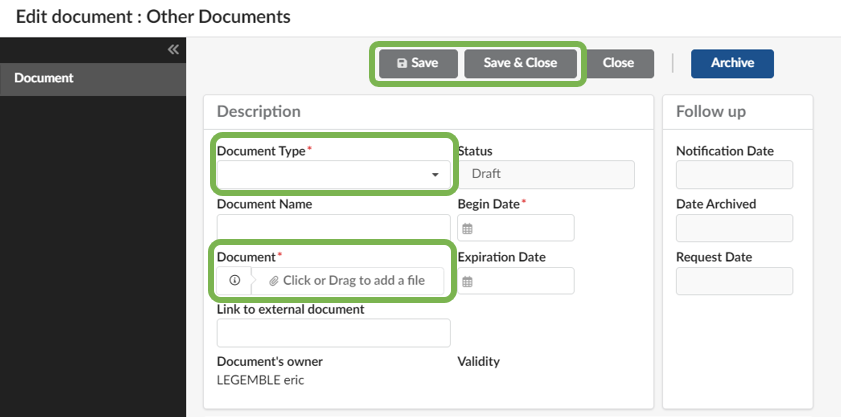 Edit document : Other Documents
Document
Save
Save & Close
Close
Archive
Description
Document Type*
Status
Draft
Document Name
Begin Date*
Document*
Click or Drag to add a file
Expiration Date
Link to external document
Document's owner
LEGEMBLE eric
Validity
Follow up
Notification Date
Date Archived
Request Date